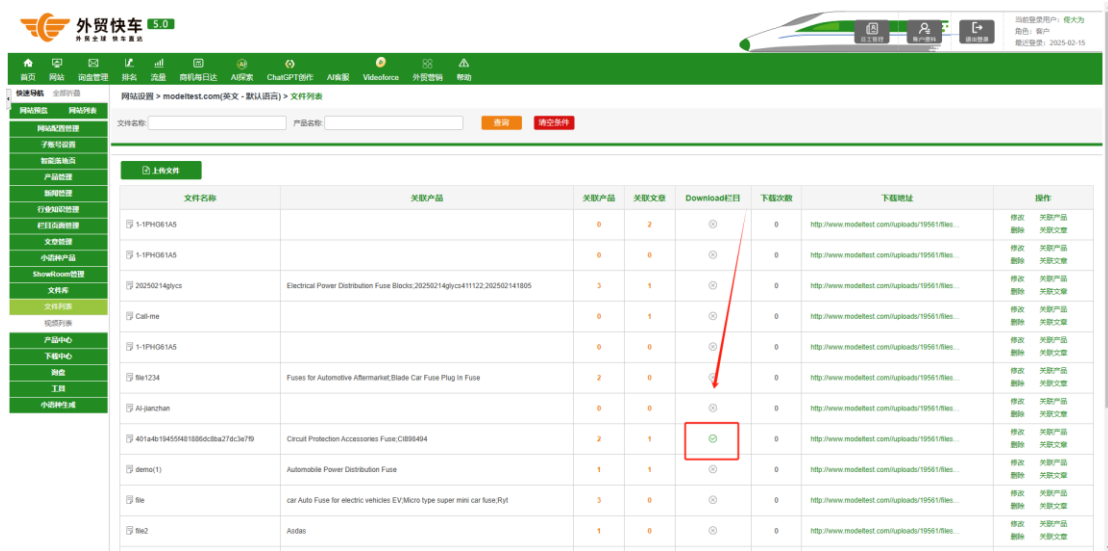 外贸快车 5.0
外贸全球 快车直达
员工管理 账户资料 退出登录
当前登录用户：佬大为
角色：客户
最近登录：2025-02-15
首页 网站 询盘管理 排名 流量 商机每日达 AI探索 ChatGPT创作 AI客服 Videoforce 外贸营销 帮助
快速导航 全部折叠
网站预览 网站列表
网站配置管理
子账号设置
智能落地页
产品管理
新闻管理
行业知识管理
栏目页面管理
文章管理
小语种产品
ShowRoom管理
文件库
文件列表
视频列表
产品中心
下载中心
询盘
工具
小语种生成
网站设置 > modeltest.com(英文 - 默认语言) > 文件列表
文件名称: 产品名称: 查询 清空条件
上传文件
文件名称 关联产品 关联产品 关联文章 Download栏目 下载次数 下载地址 操作
1-1PHG61A5 0 2 0 http://www.modeltest.com//uploads/19561/files... 修改 关联产品
删除 关联文章
1-1PHG61A5 0 0 0 http://www.modeltest.com//uploads/19561/files... 修改 关联产品
删除 关联文章
20250214glycs Electrical Power Distribution Fuse Blocks;20250214glycs411122;202502141805 3 1 0 http://www.modeltest.com//uploads/19561/files... 修改 关联产品
删除 关联文章
Call-me 0 1 0 http://www.modeltest.com//uploads/19561/files... 修改 关联产品
删除 关联文章
1-1PHG61A5 0 0 0 http://www.modeltest.com//uploads/19561/files... 修改 关联产品
删除 关联文章
file1234 Fuses for Automotive Aftermarket;Blade Car Fuse Plug In Fuse 2 0 0 http://www.modeltest.com//uploads/19561/files... 修改 关联产品
删除 关联文章
AI-jianzhan 0 0 0 http://www.modeltest.com//uploads/19561/files... 修改 关联产品
删除 关联文章
401a4b19455f481886dc8ba27dc3e7f9 Circuit Protection Accessories Fuse;CI898494 2 1 0 http://www.modeltest.com//uploads/19561/files... 修改 关联产品
删除 关联文章
demo(1) Automobile Power Distribution Fuse 1 1 0 http://www.modeltest.com//uploads/19561/files... 修改 关联产品
删除 关联文章
file car Auto Fuse for electric vehicles EV;Micro type super mini car fuse;Ryt 3 0 0 http://www.modeltest.com//uploads/19561/files... 修改 关联产品
删除 关联文章
file2 Asdas 1 0 0 http://www.modeltest.com//uploads/19561/files... 修改 关联产品
删除 关联文章